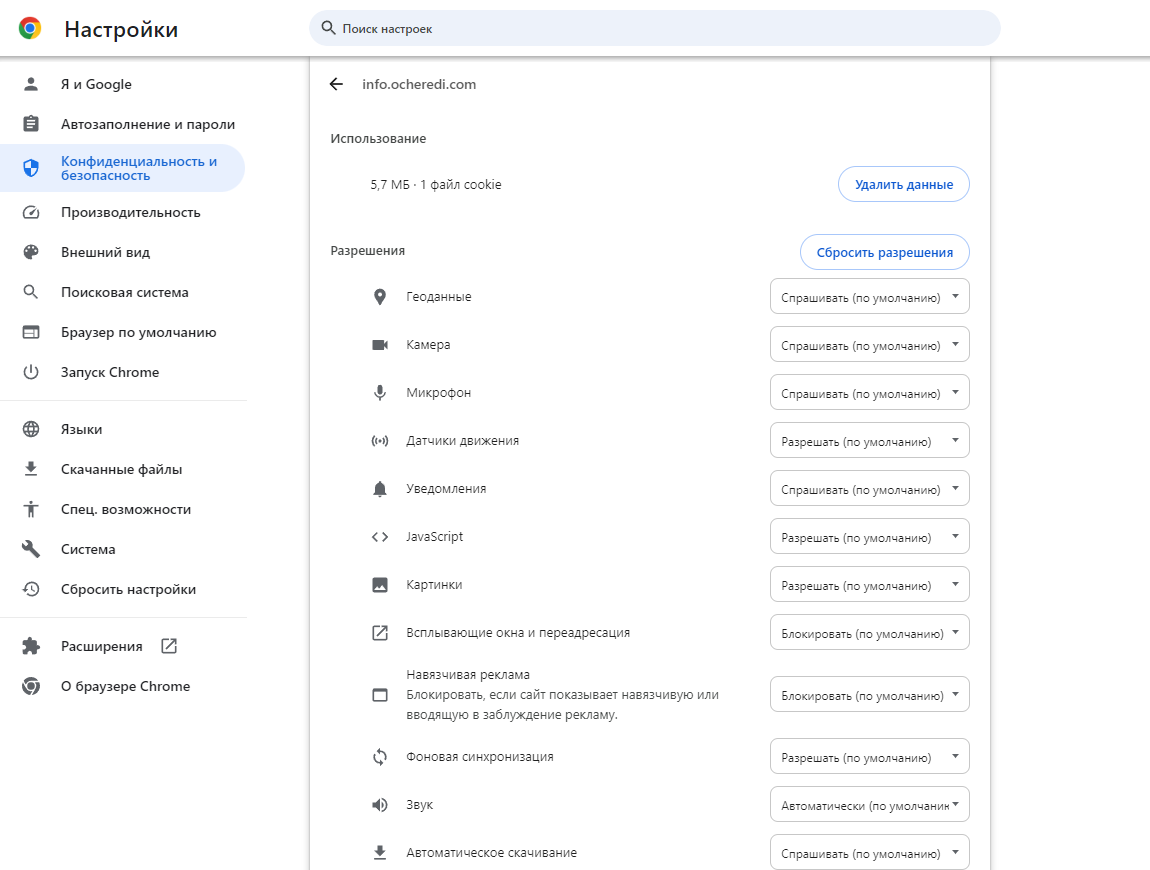 Настройки
Поиск настроек
Я и Google
Автозаполнение и пароли
Конфиденциальность и
безопасность
Производительность
Внешний вид
Поисковая система
Браузер по умолчанию
Запуск Chrome
Языки
Скачанные файлы
Спец. возможности
Система
Сбросить настройки
Расширения
О браузере Chrome
info.ocheredi.com
Использование
5,7 МБ · 1 файл cookie
Удалить данные
Разрешения
Сбросить разрешения
Геоданные
Спрашивать (по умолчанию)
Камера
Спрашивать (по умолчанию)
Микрофон
Спрашивать (по умолчанию)
Датчики движения
Разрешать (по умолчанию)
Уведомления
Спрашивать (по умолчанию)
JavaScript
Разрешать (по умолчанию)
Картинки
Разрешать (по умолчанию)
Всплывающие окна и переадресация
Блокировать (по умолчанию)
Навязчивая реклама
Блокировать, если сайт показывает навязчивую или
вводящую в заблуждение рекламу.
Блокировать (по умолчанию)
Фоновая синхронизация
Разрешать (по умолчанию)
Звук
Автоматически (по умолчани
Автоматическое скачивание
Спрашивать (по умолчанию)